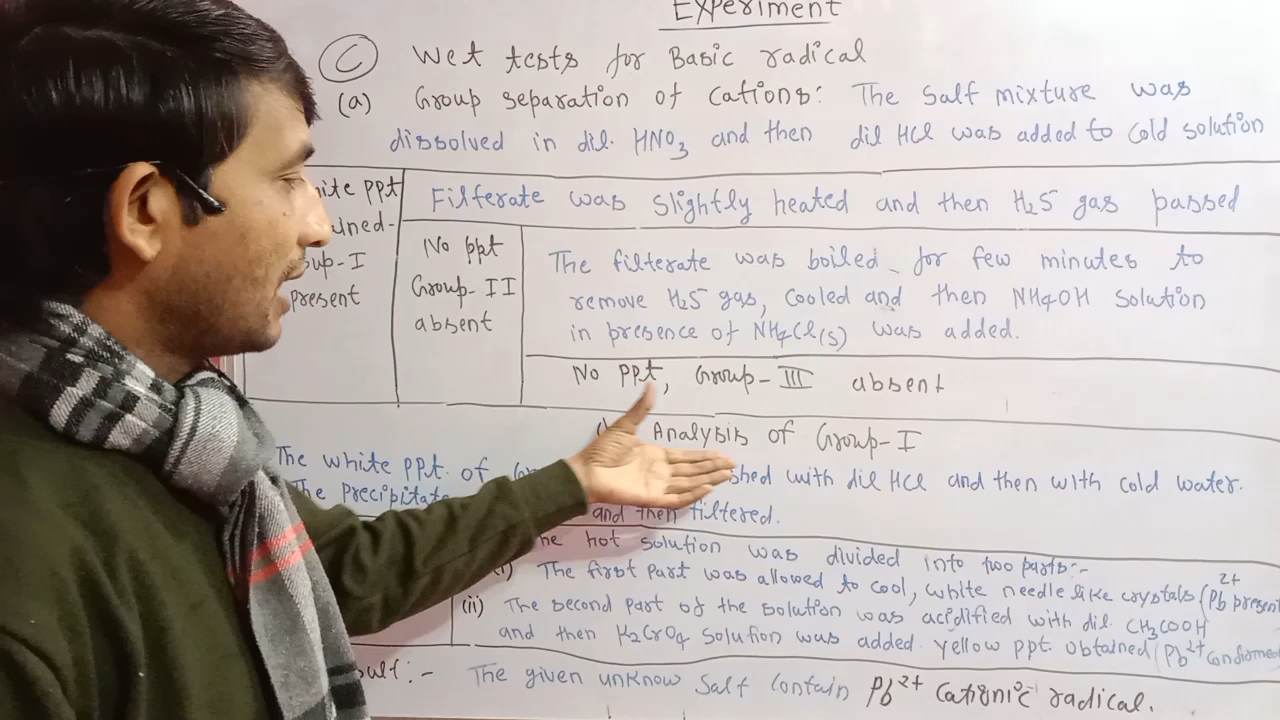 Experiment
C Wet tests for Basic radical
(a) Group separation of cations: The Salt mixture was
dissolved in dil. HNO3 and then dil HCl was added to cold solution
ite ppt
ined-
oup-I
present
Filterate was slightly heated and then H2S gas passed
No ppt
Group-II
absent
The filterate was boiled for few minutes to
remove H2S gas, cooled and then NH4OH solution
in presence of NH4Cl(s) was added.
No ppt, Group-III absent
Analysis of Group-I
The white ppt. of shed with dil HCl and then with cold water.
The Precipitate and then filtered.
he hot solution was divided into two parts:-
(i) The first part was allowed to cool, white needle like crystals (Pb2+ present
(ii) The second part of the solution was acidified with dil. CH3COOH
and then K2CrO4 solution was added yellow ppt. obtained (Pb2+ confirmed
sult:- The given unknow Salt contain Pb2+ cationic radical.